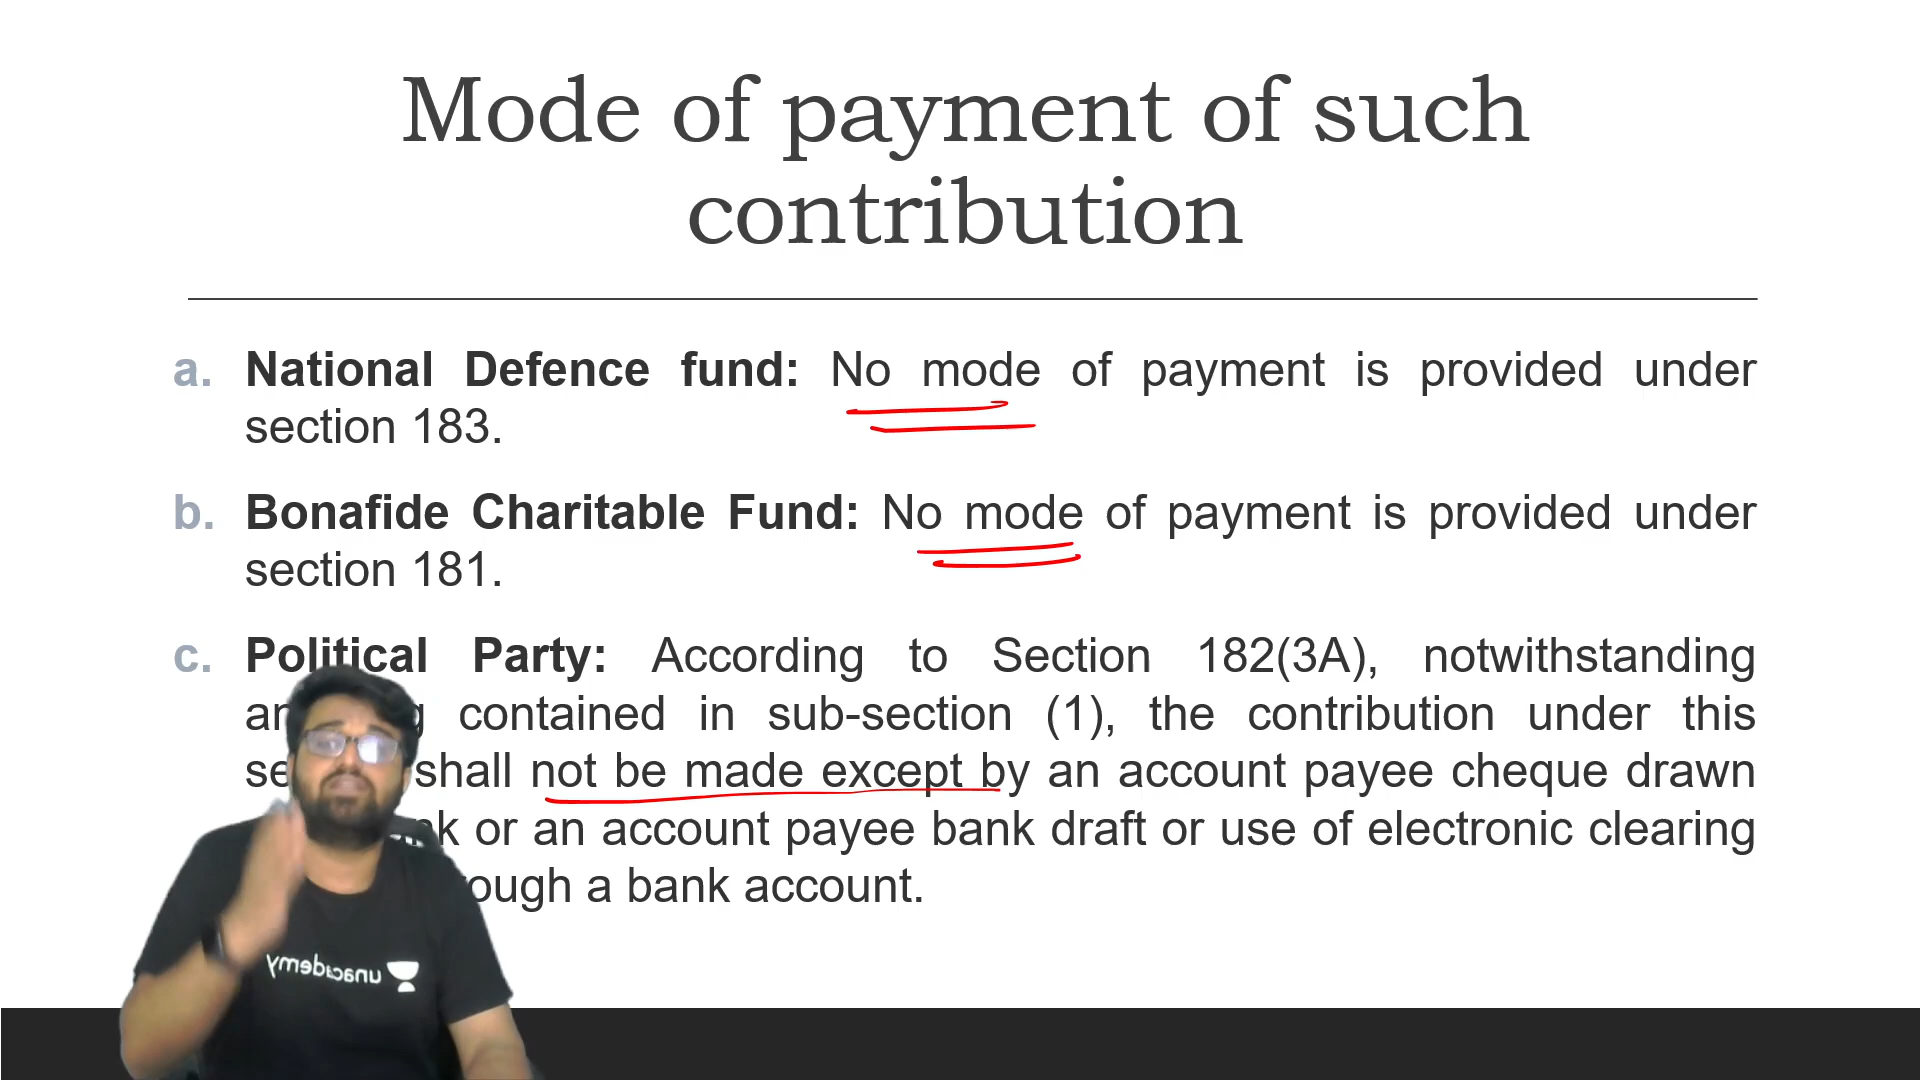 Mode of payment of such
contribution
a. National Defence fund: No mode of payment is provided under
section 183.
b. Bonafide Charitable Fund: No mode of payment is provided under
section 181.
c. Political Party: According to Section 182(3A), notwithstanding
contained in sub-section (1), the contribution under this
shall not be made except by an account payee cheque drawn
or an account payee bank draft or use of electronic clearing
a bank account.
unacademy